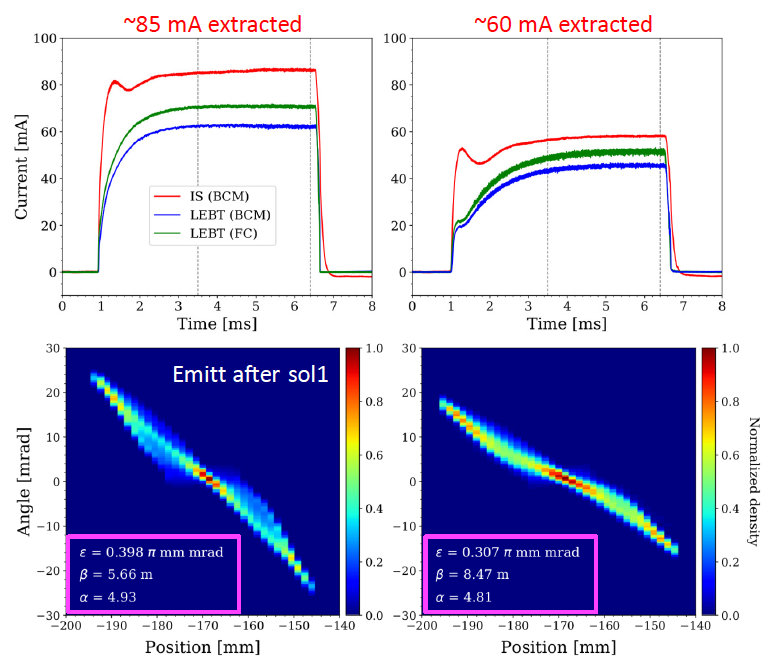 ~85 mA extracted
~60 mA extracted
100
80
60
40
20
0
Current [mA]
IS (BCM)
LEBT (BCM)
LEBT (FC)
0 1 2 3 4 5 6 7 8
Time [ms]
100
80
60
40
20
0
0 1 2 3 4 5 6 7 8
Time [ms]
30
20
10
0
−10
−20
−30
Angle [mrad]
Emitt after sol1
ε = 0.398 π mm mrad
β = 5.66 m
α = 4.93
−200 −190 −180 −170 −160 −150 −140
Position [mm]
1.0
0.8
0.6
0.4
0.2
0.0
30
20
10
0
−10
−20
−30
ε = 0.307 π mm mrad
β = 8.47 m
α = 4.81
−200 −190 −180 −170 −160 −150 −140
Position [mm]
1.0
0.8
0.6
0.4
0.2
0.0
Normalized density